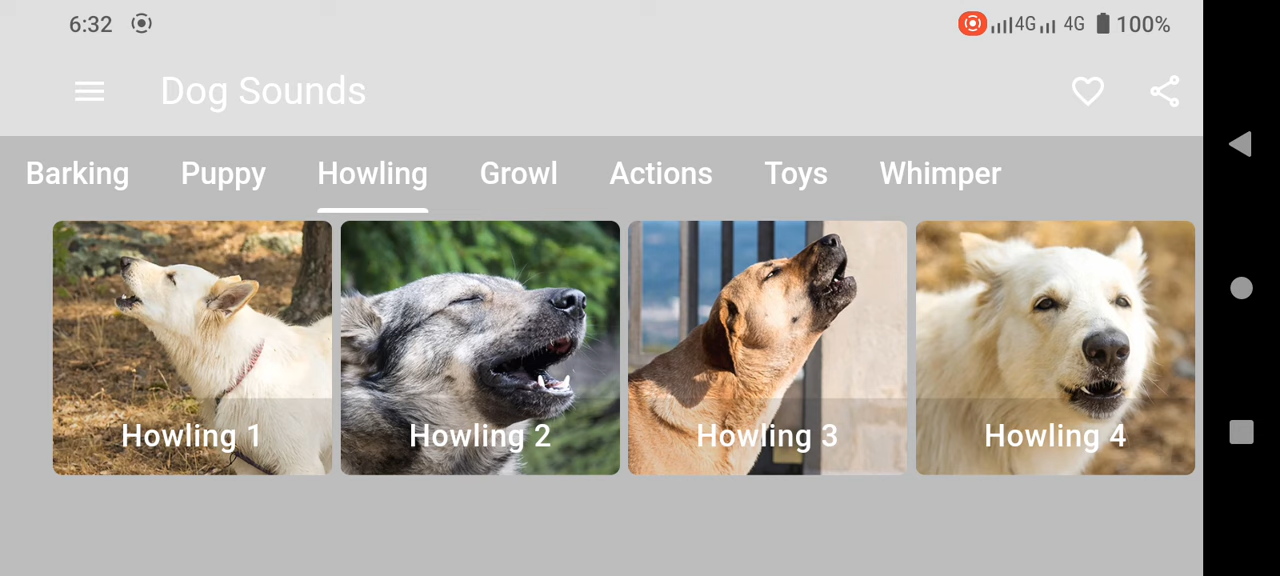 6:32 4G 4G 100%
Dog Sounds
Barking Puppy Howling Growl Actions Toys Whimper
Howling 1 Howling 2 Howling 3 Howling 4